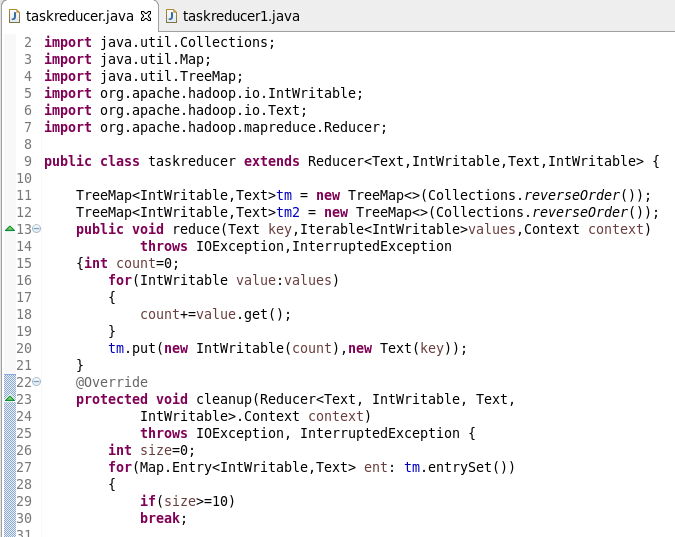 taskreducer.java taskreducer1.java
2 import java.util.Collections;
3 import java.util.Map;
4 import java.util.TreeMap;
5 import org.apache.hadoop.io.IntWritable;
6 import org.apache.hadoop.io.Text;
7 import org.apache.hadoop.mapreduce.Reducer;
8
9 public class taskreducer extends Reducer<Text,IntWritable,Text,IntWritable> {
10
11 TreeMap<IntWritable,Text>tm = new TreeMap<>(Collections.reverseOrder());
12 TreeMap<IntWritable,Text>tm2 = new TreeMap<>(Collections.reverseOrder());
13 public void reduce(Text key,Iterable<IntWritable>values,Context context)
14 throws IOException,InterruptedException
15 {int count=0;
16 for(IntWritable value:values)
17 {
18 count+=value.get();
19 }
20 tm.put(new IntWritable(count),new Text(key));
21 }
22 @Override
23 protected void cleanup(Reducer<Text, IntWritable, Text,
24 IntWritable>.Context context)
25 throws IOException, InterruptedException {
26 int size=0;
27 for(Map.Entry<IntWritable,Text> ent: tm.entrySet())
28 {
29 if(size>=10)
30 break;
31